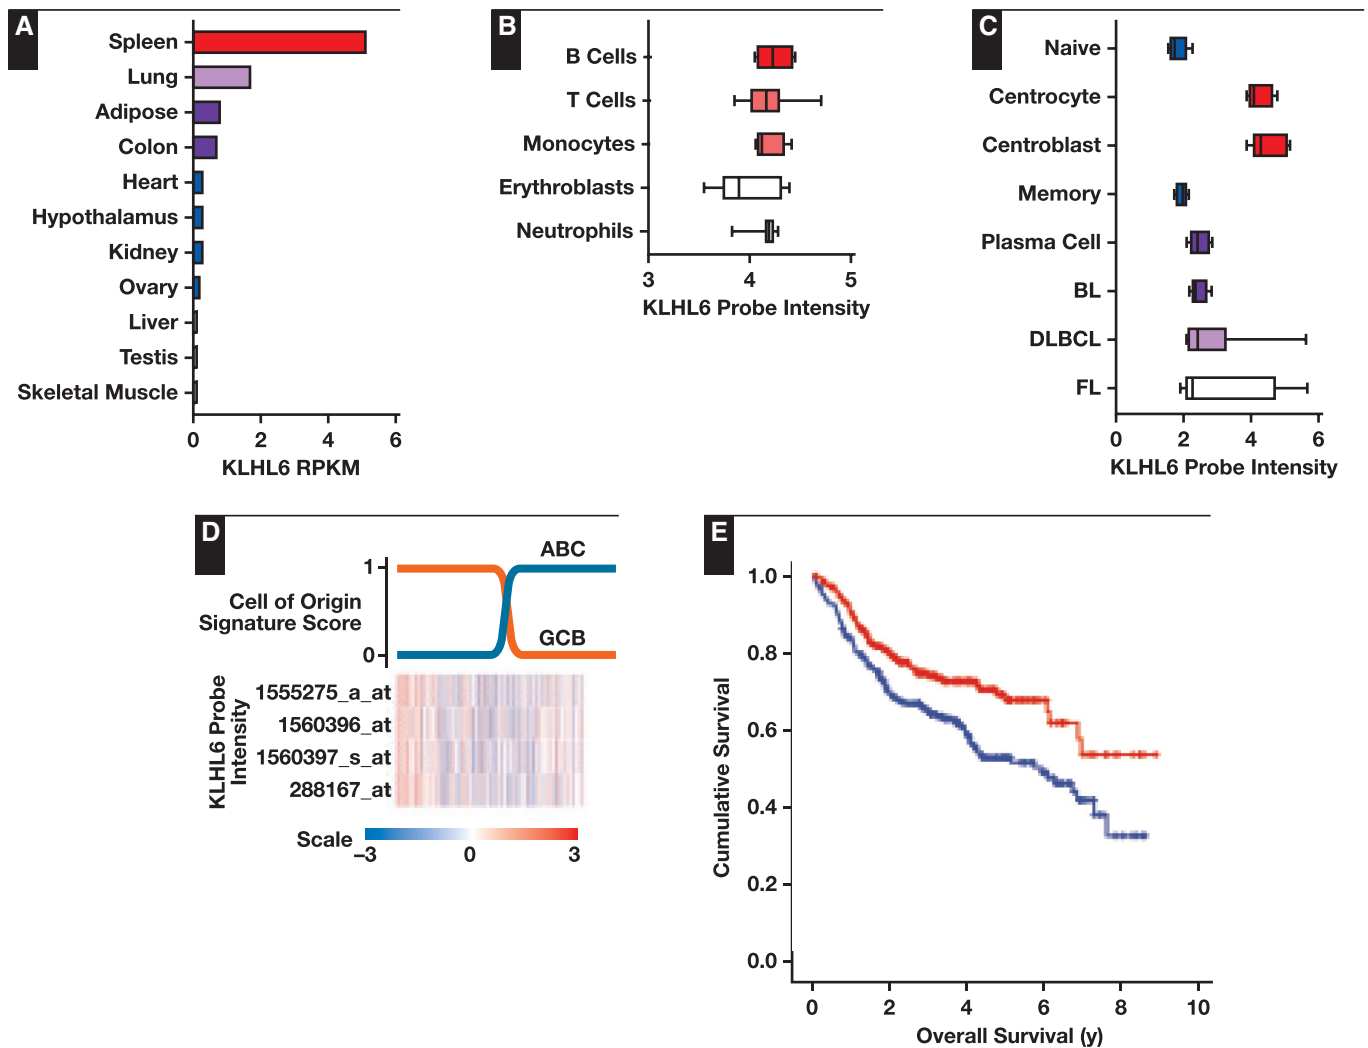 A
Spleen
Lung
Adipose
Colon
Heart
Hypothalamus
Kidney
Ovary
Liver
Testis
Skeletal Muscle
0 2 4 6
KLHL6 RPKM
B
B Cells
T Cells
Monocytes
Erythroblasts
Neutrophils
3 4 5
KLHL6 Probe Intensity
C
Naive
Centrocyte
Centroblast
Memory
Plasma Cell
BL
DLBCL
FL
0 2 4 6
KLHL6 Probe Intensity
D
ABC
1
Cell of Origin
Signature Score
GCB
0
KLHL6 Probe
Intensity
1555275_a_at
1560396_at
1560397_s_at
288167_at
Scale
–3 0 3
E
1.0
0.8
0.6
0.4
0.2
0.0
Cumulative Survival
0 2 4 6 8 10
Overall Survival (y)